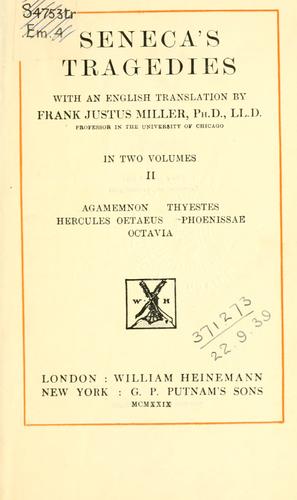 S4753tr
Em 4
SENECA'S
TRAGEDIES
WITH AN ENGLISH TRANSLATION BY
FRANK JUSTUS MILLER, PH.D., LL.D.
PROFESSOR IN THE UNIVERSITY OF CHICAGO
IN TWO VOLUMES
II
AGAMEMNON THYESTES
HERCULES OETAEUS PHOENISSAE
OCTAVIA
W H
371273
22.9.39
LONDON : WILLIAM HEINEMANN
NEW YORK : G. P. PUTNAM'S SONS
MCMXXIX